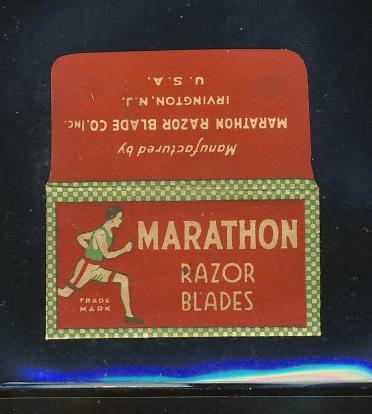 Manufactured by
MARATHON RAZOR BLADE CO. Inc.
IRVINGTON, N.J.
U. S. A.
MARATHON
RAZOR
BLADES
TRADE
MARK